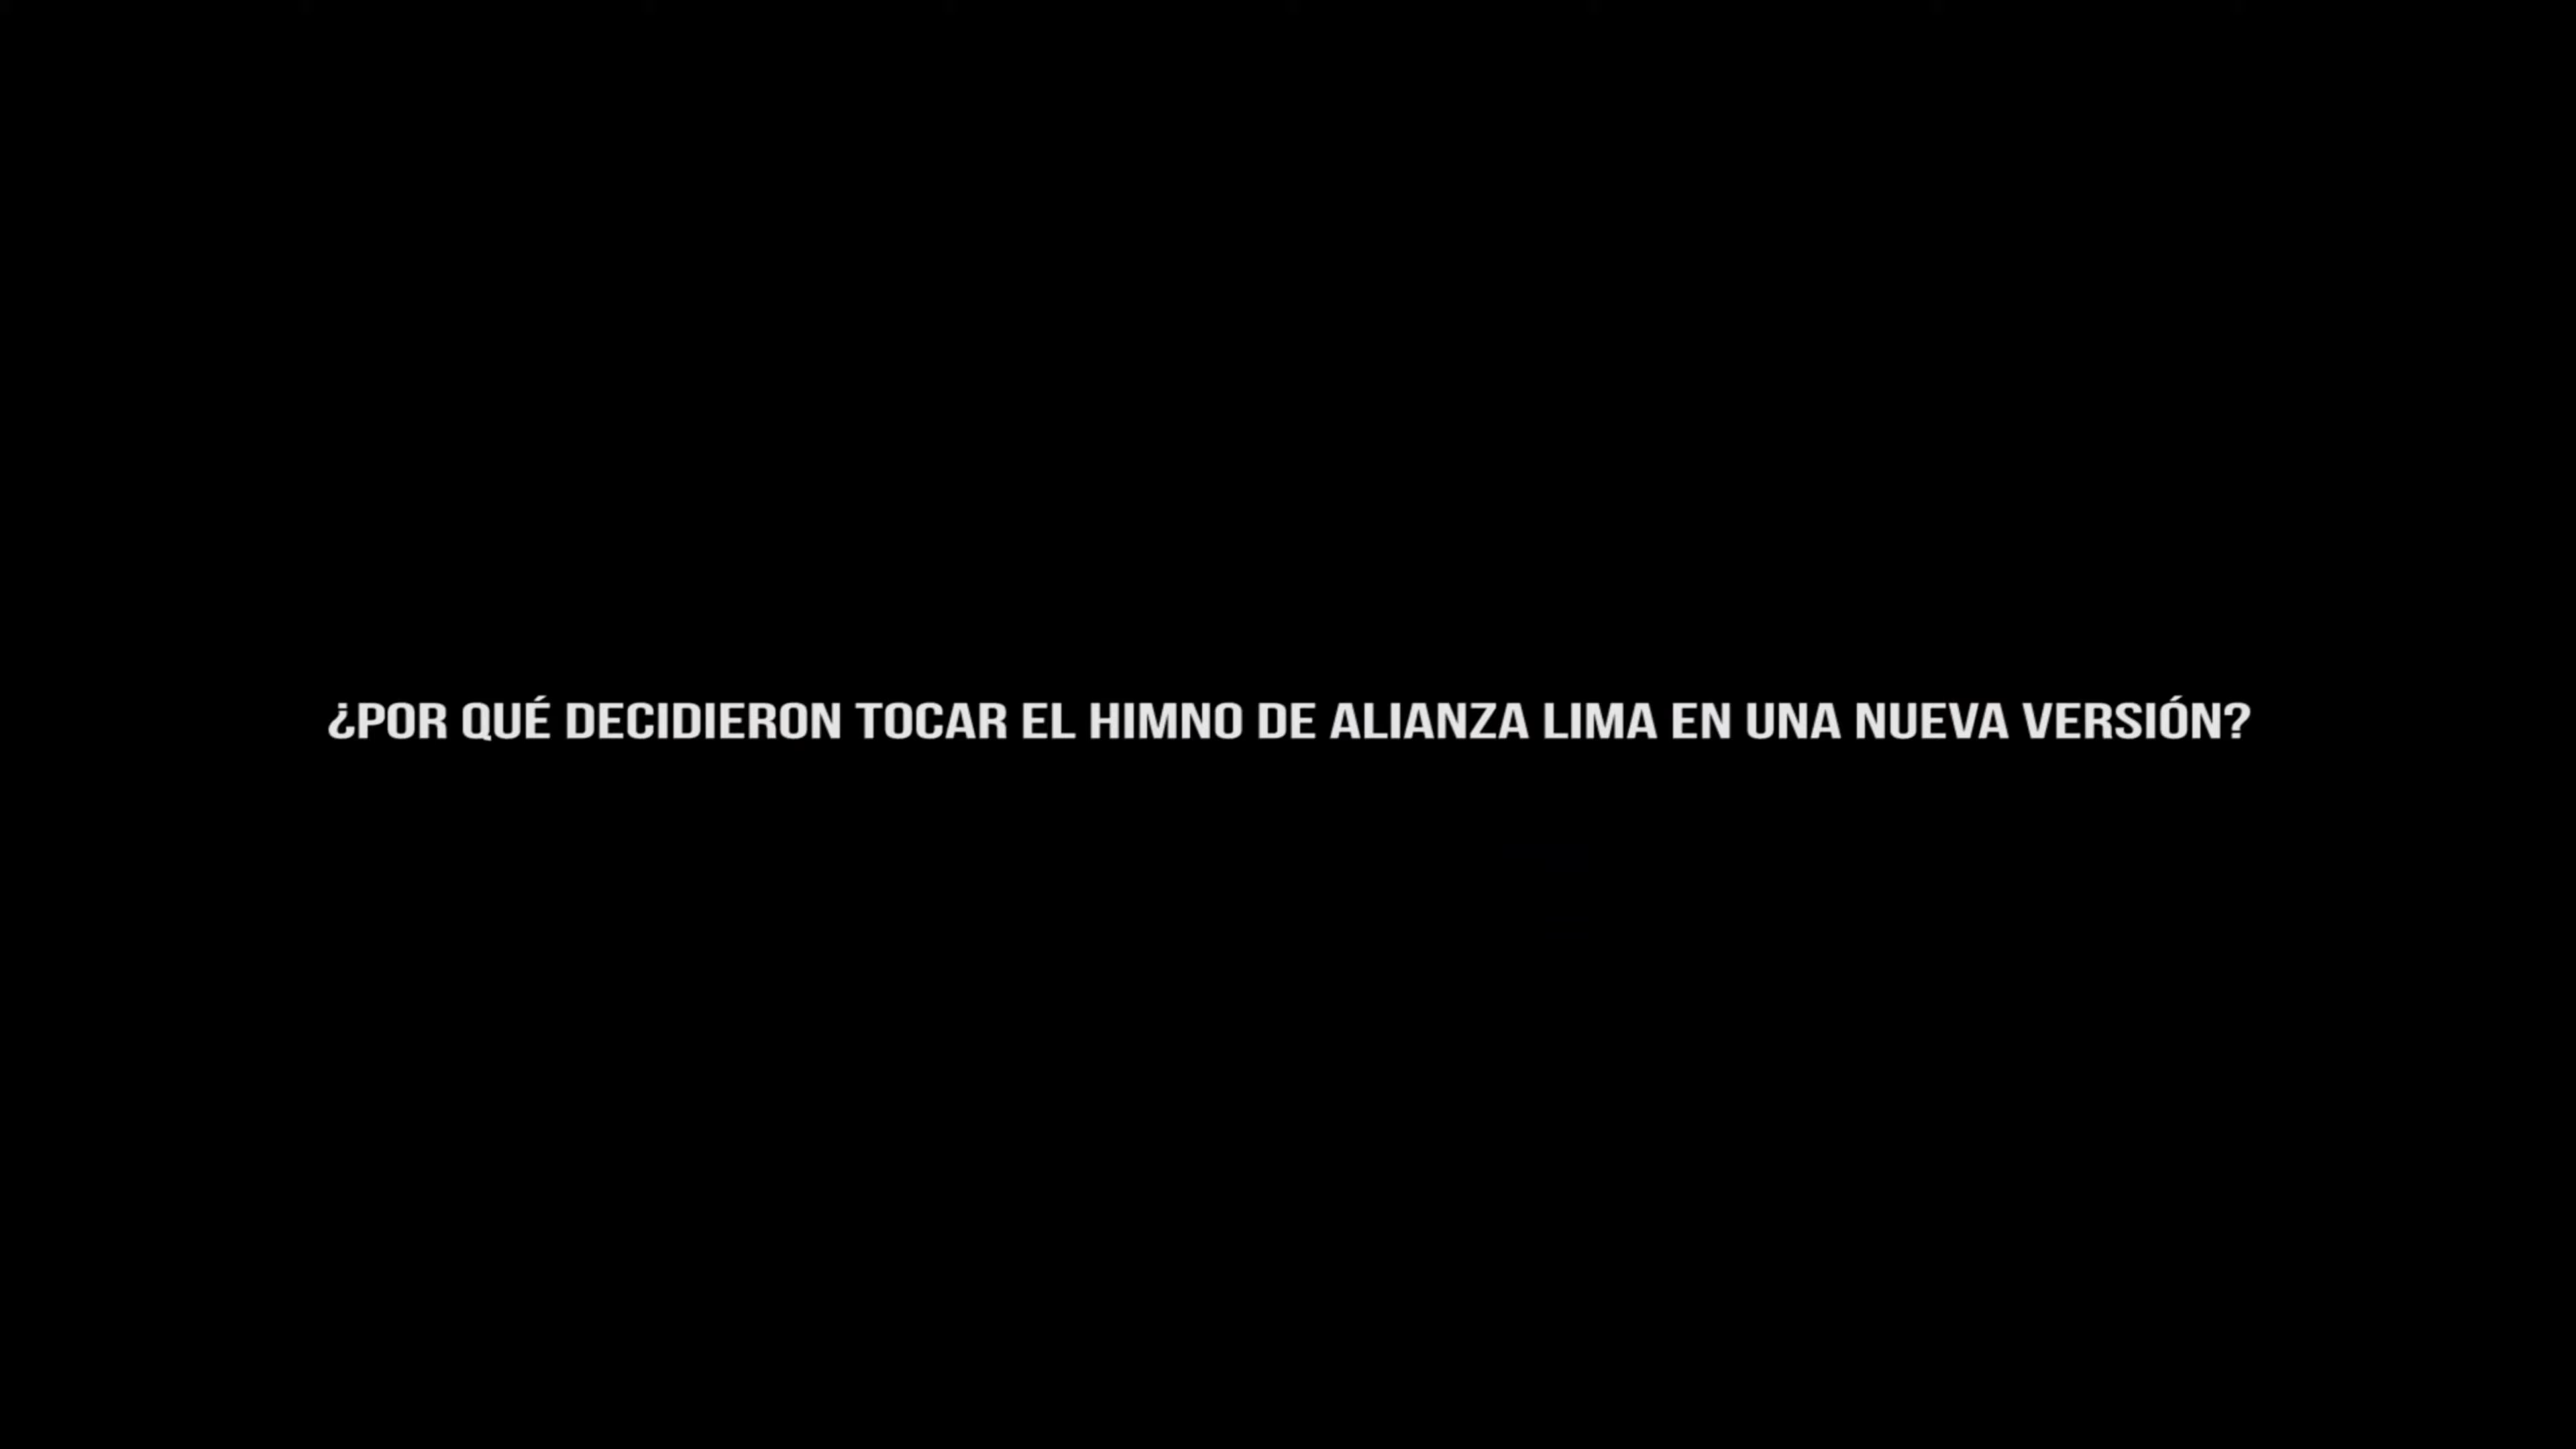 ¿POR QUÉ DECIDIERON TOCAR EL HIMNO DE ALIANZA LIMA EN UNA NUEVA VERSIÓN?